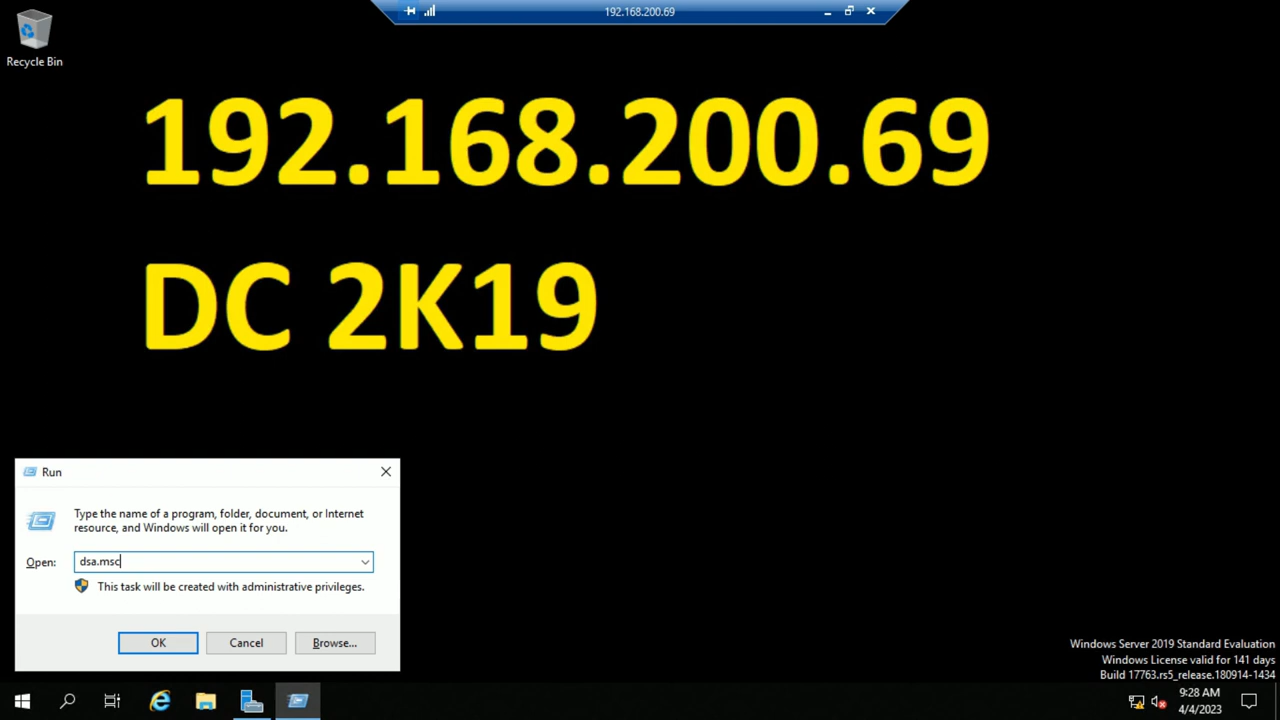 192.168.200.69
Recycle Bin
192.168.200.69
DC 2K19
Run
Type the name of a program, folder, document, or Internet
resource, and Windows will open it for you.
Open: dsa.msc
This task will be created with administrative privileges.
OK Cancel Browse...
Windows Server 2019 Standard Evaluation
Windows License valid for 141 days
Build 17763.rs5_release.180914-1434
9:28 AM
4/4/2023